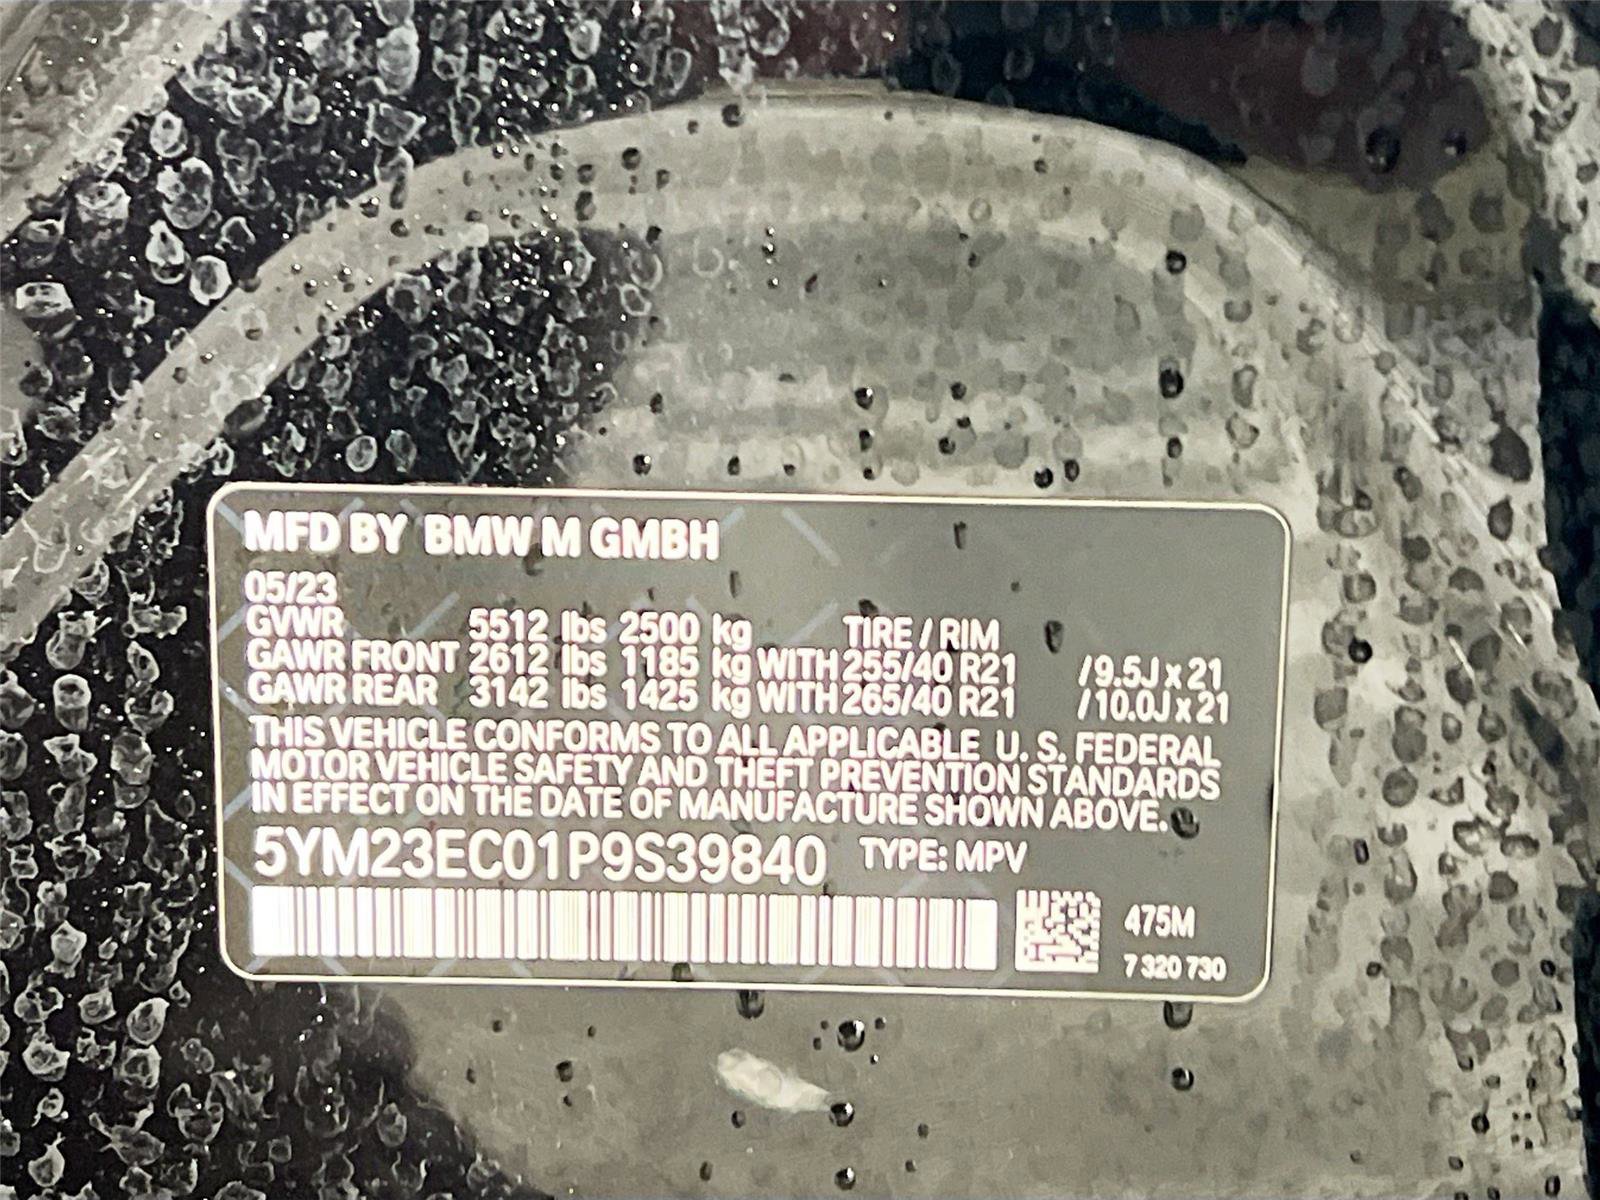 MFD BY BMW M GMBH
05/23
GVWR 5512 lbs 2500 kg TIRE / RIM
GAWR FRONT 2612 lbs 1185 kg WITH 255/40 R21 /9.5J x 21
GAWR REAR 3142 lbs 1425 kg WITH 265/40 R21 /10.0J x 21
THIS VEHICLE CONFORMS TO ALL APPLICABLE U. S. FEDERAL
MOTOR VEHICLE SAFETY AND THEFT PREVENTION STANDARDS
IN EFFECT ON THE DATE OF MANUFACTURE SHOWN ABOVE.
5YM23EC01P9S39840 TYPE: MPV
475M
7 320 730